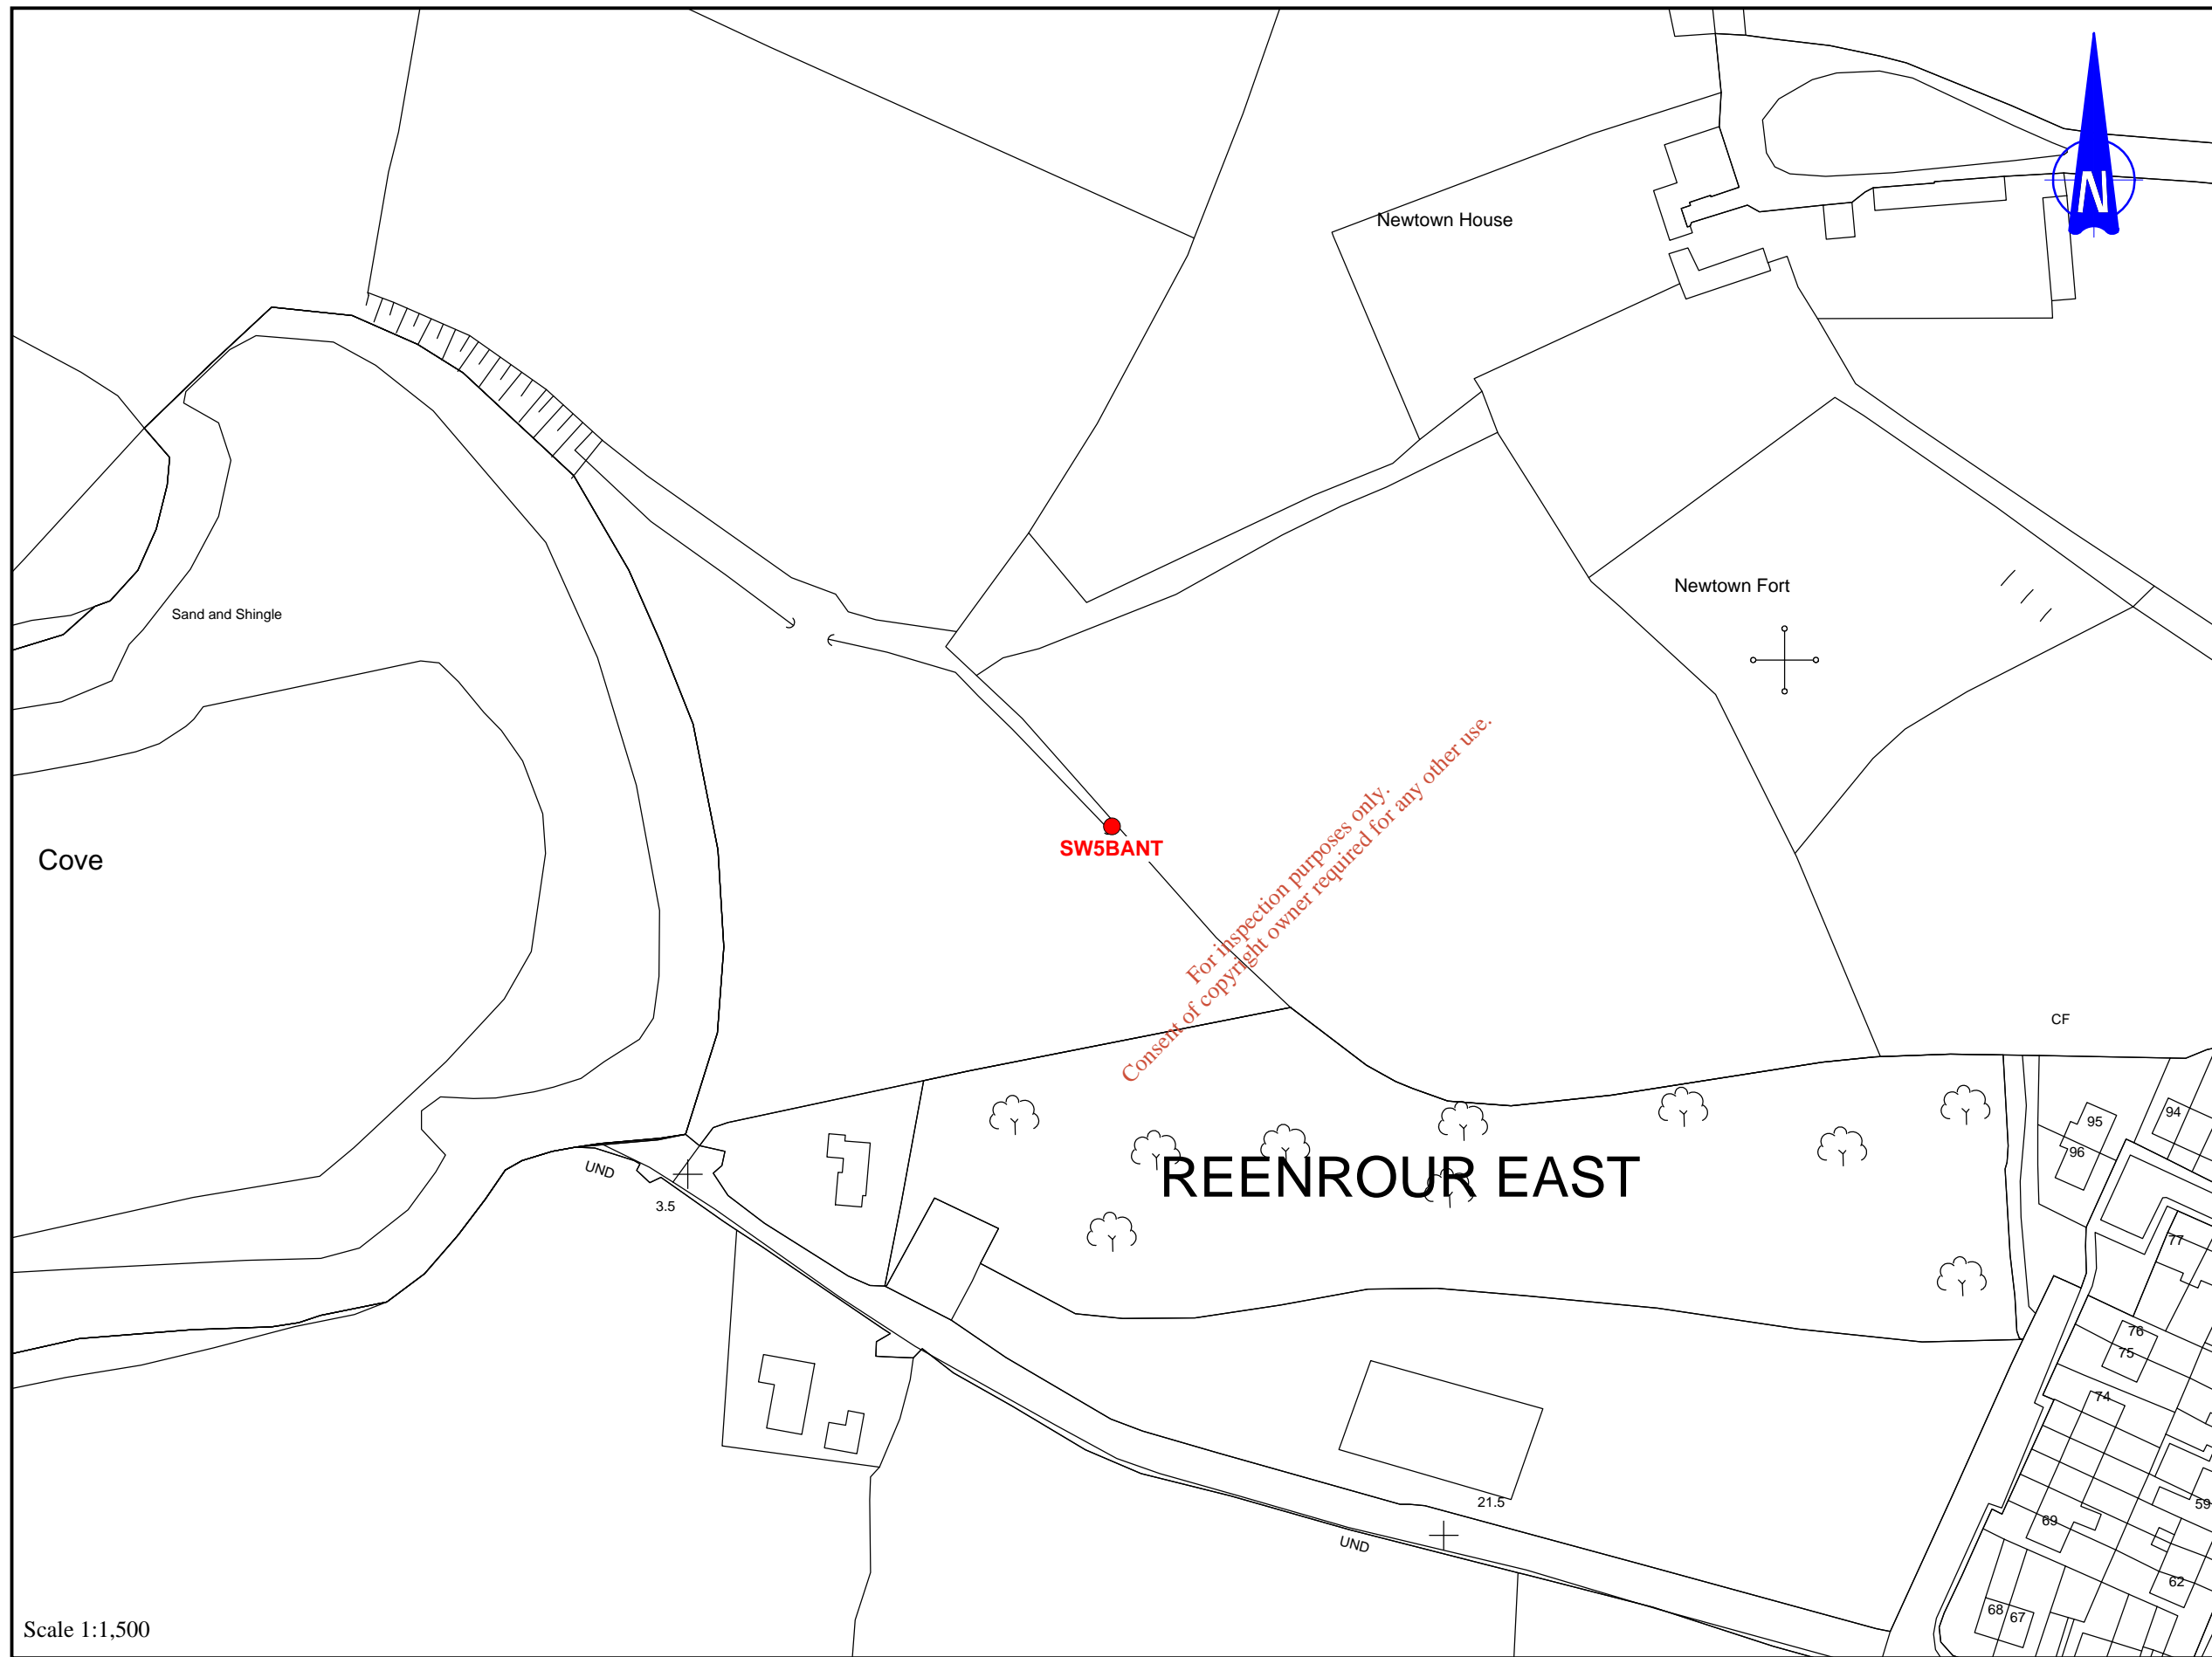 N
Newtown House
Newtown Fort
Sand and Shingle
Cove
SW5BANT
For inspection purposes only.
Consent of copyright owner required for any other use.
CF
95
94
96
REENROUR EAST
UND
3.5
77
76
75
74
21.5
59
69
UND
62
68
67
Scale 1:1,500